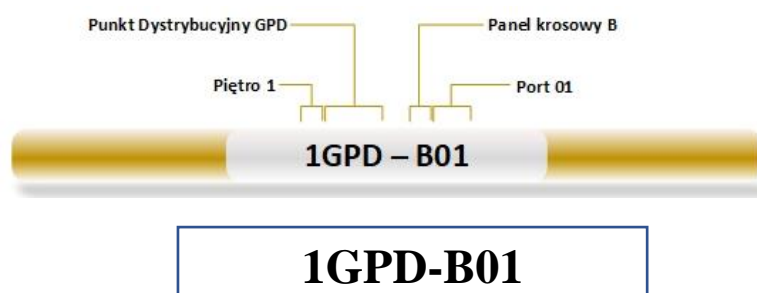 Punkt Dystrybucyjny GPD Panel krosowy B
Piętro 1 Port 01
1GPD – B01
1GPD-B01